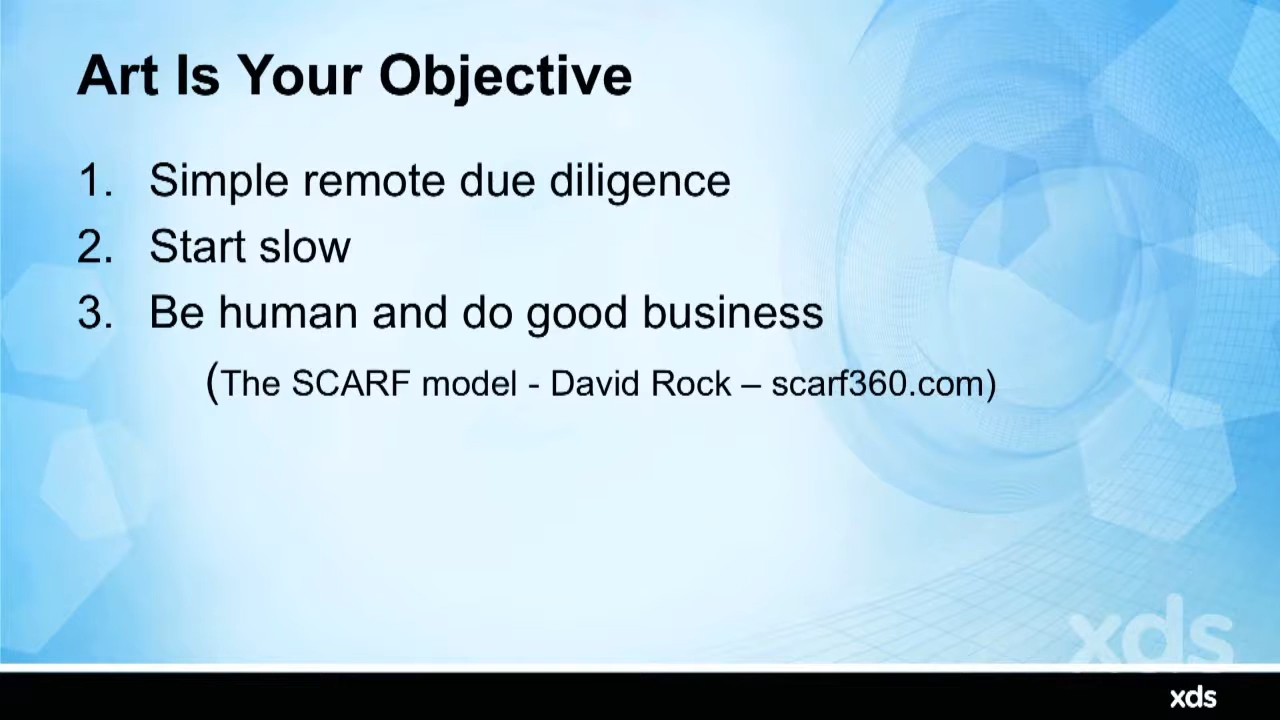 Art Is Your Objective
1. Simple remote due diligence
2. Start slow
3. Be human and do good business
(The SCARF model - David Rock – scarf360.com)
xds
xds